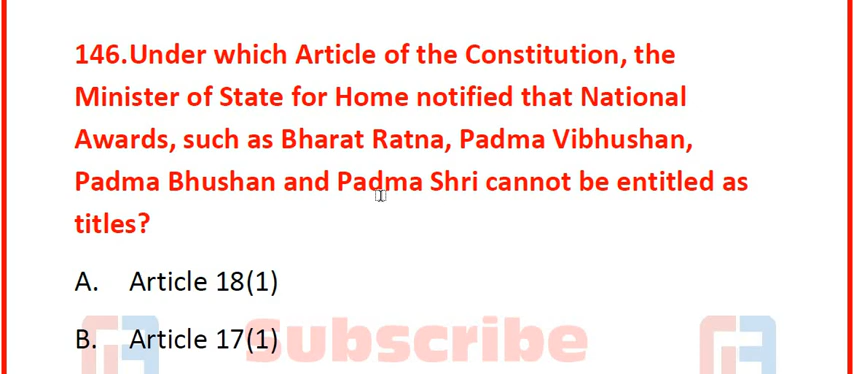 146.Under which Article of the Constitution, the
Minister of State for Home notified that National
Awards, such as Bharat Ratna, Padma Vibhushan,
Padma Bhushan and Padma Shri cannot be entitled as
titles?
A. Article 18(1)
B. Article 17(1)
Subscribe